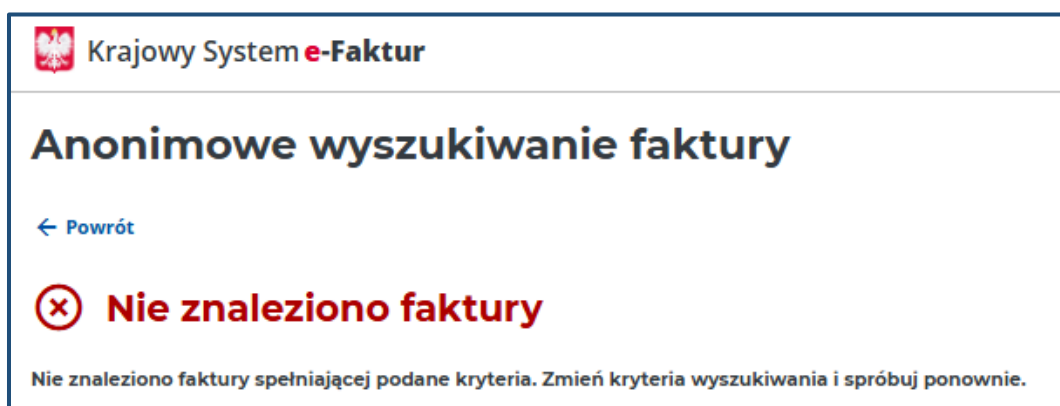 Krajowy System e-Faktur
Anonimowe wyszukiwanie faktury
← Powrót
Nie znaleziono faktury
Nie znaleziono faktury spełniającej podane kryteria. Zmień kryteria wyszukiwania i spróbuj ponownie.